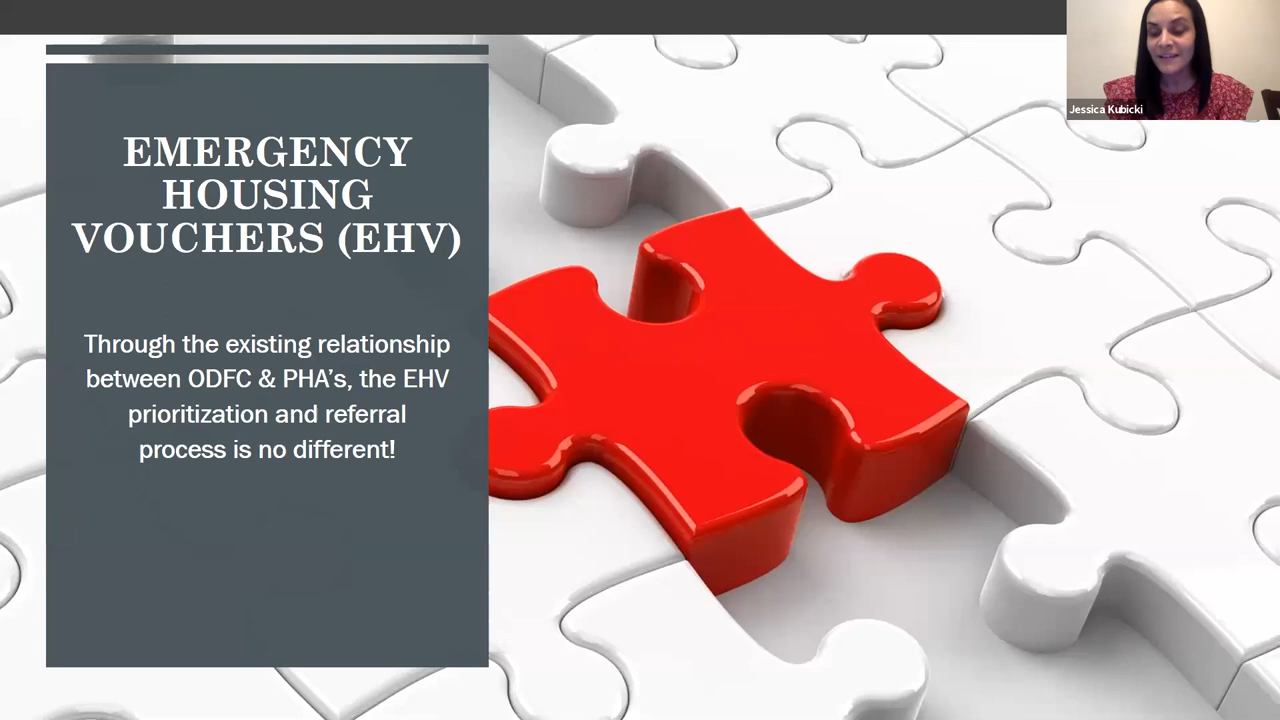 EMERGENCY
HOUSING
VOUCHERS (EHV)
Through the existing relationship
between ODFC & PHA's, the EHV
prioritization and referral
process is no different!
Jessica Kubicki